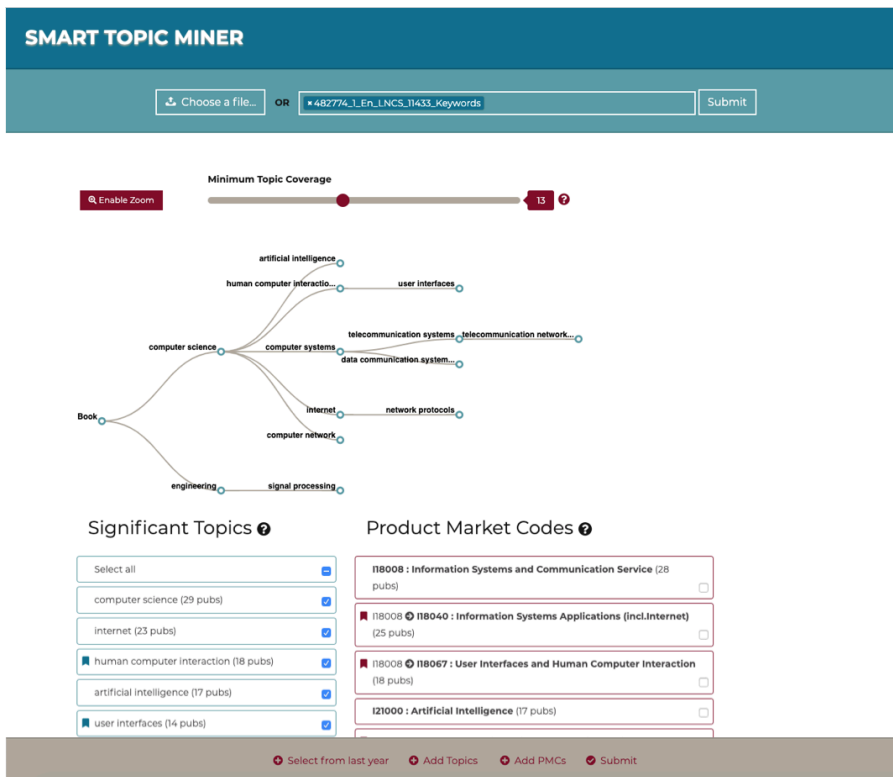 SMART TOPIC MINER
Choose a file... OR ×482774_1_En_LNCS_11433_Keywords Submit
Minimum Topic Coverage
Enable Zoom 13 ?
artificial intelligence
human computer interactio... user interfaces
telecommunication systems telecommunication network...
computer science computer systems
data communication system...
internet network protocols
Book
computer network
engineering signal processing
Significant Topics ?
Select all
computer science (29 pubs)
internet (23 pubs)
human computer interaction (18 pubs)
artificial intelligence (17 pubs)
user interfaces (14 pubs)
Product Market Codes ?
I18008 : Information Systems and Communication Service (28
pubs)
I18008 I18040 : Information Systems Applications (incl.Internet)
(25 pubs)
I18008 I18067 : User Interfaces and Human Computer Interaction
(18 pubs)
I21000 : Artificial Intelligence (17 pubs)
Select from last year Add Topics Add PMCs Submit